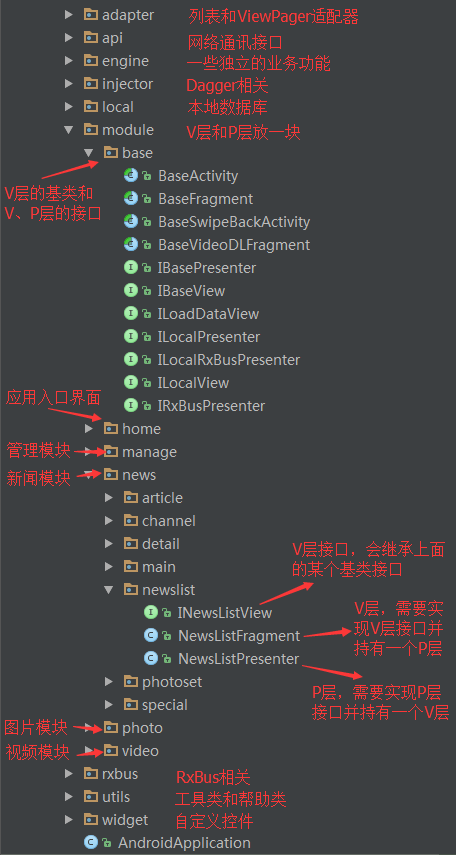 adapter 列表和ViewPager适配器
api 网络通讯接口
engine 一些独立的业务功能
injector Dagger相关
local 本地数据库
module V层和P层放一块
base
V层的基类和
V、P层的接口
BaseActivity
BaseFragment
BaseSwipeBackActivity
BaseVideoDLFragment
IBasePresenter
IBaseView
ILoadDataView
ILocalPresenter
ILocalRxBusPresenter
ILocalView
IRxBusPresenter
应用入口界面
home
管理模块 manage
新闻模块 news
article
channel
detail
main
newslist
V层接口，会继承上面
的某个基类接口
INewsListView
NewsListFragment
V层，需要实
现V层接口并
持有一个P层
NewsListPresenter
P层，需要实现P层
接口并持有一个V层
photoset
special
图片模块 photo
视频模块 video
rxbus RxBus相关
utils 工具类和帮助类
widget 自定义控件
AndroidApplication